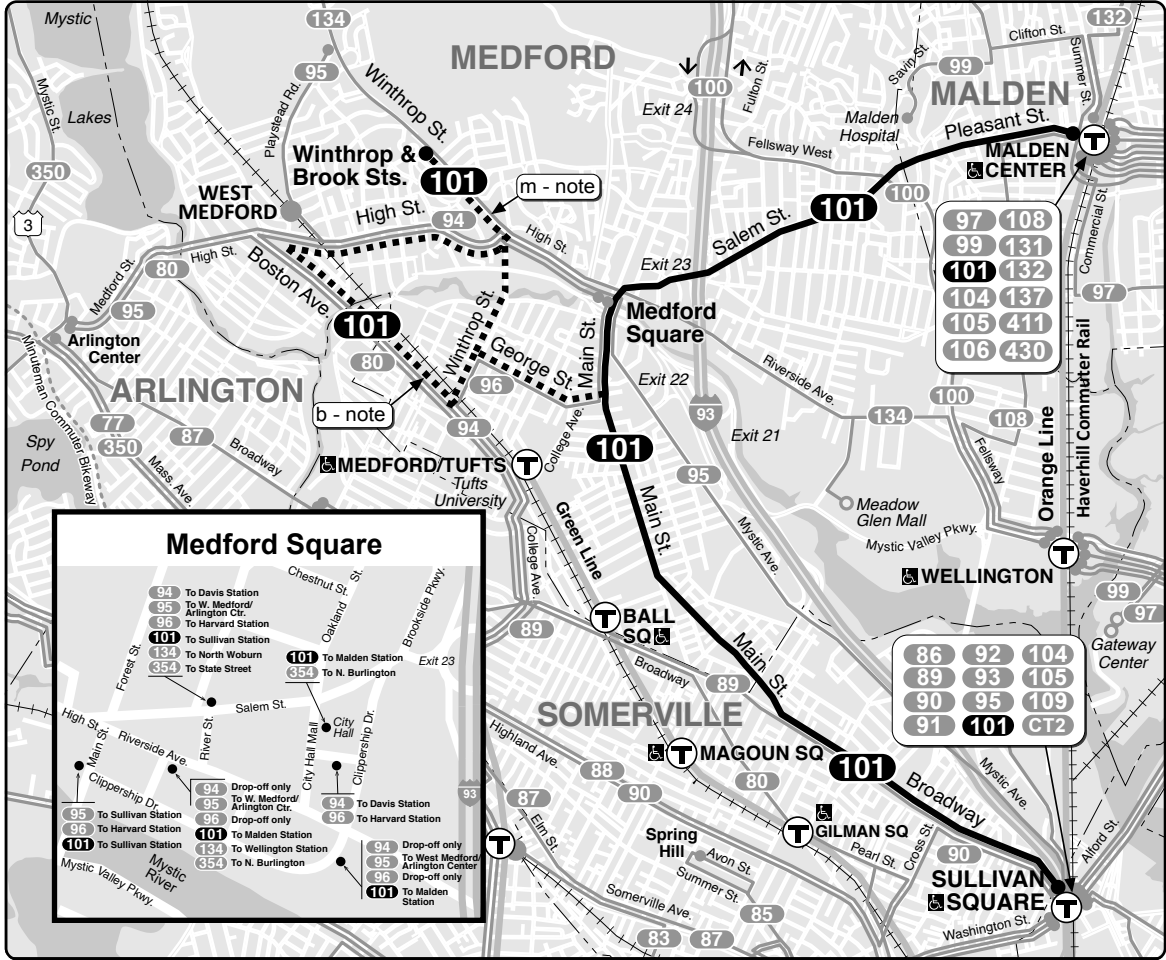 Mystic
Lakes
134
MEDFORD
132
Clifton St.
Summer St.
95
Playstead Rd.
Winthrop St.
100
Fulton St.
Exit 24
Savin St.
99
MALDEN
Malden
Hospital
Pleasant St.
Mystic St.
350
3
Winthrop &
Brook Sts.
101
m - note
Fellsway West
MALDEN
CENTER
T
WEST
MEDFORD
High St.
94
High St.
101
100
Salem St.
Commercial St.
97 108
99 131
101 132
104 137
105 411
106 430
97
High St.
80
Medford St.
95
Boston Ave.
Exit 23
Medford
Square
Arlington
Center
101
80
Winthrop St.
George St.
96
Main St.
Exit 22
Riverside Ave.
Minuteman Commuter Bikeway
ARLINGTON
b - note
94
College Ave.
93
Exit 21
134
100
108
Fellsway
Orange Line
Haverhill Commuter Rail
77
350
87
Broadway
Mass. Ave.
Spy
Pond
MEDFORD/TUFTS
T
Tufts
University
101
95
Main St.
Mystic Ave.
Meadow
Glen Mall
Mystic Valley Pkwy.
T
WELLINGTON
Green Line
College Ave.
T
BALL
SQ
89
Broadway
89
Main St.
99
97
Gateway
Center
86 92 104
89 93 105
90 95 109
91 101 CT2
SOMERVILLE
T
MAGOUN SQ
Highland Ave.
88
90
80
101
Broadway
Mystic Ave.
87
Elm St.
T
T
GILMAN SQ
Spring
Hill
Avon St.
Summer St.
Pearl St.
Cross St.
90
Alford St.
SULLIVAN
SQUARE
T
Somerville Ave.
85
83
87
Washington St.
Medford Square
94 To Davis Station
95 To W. Medford/
Arlington Ctr.
96 To Harvard Station
101 To Sullivan Station
134 To North Woburn
354 To State Street
Chestnut St.
Oakland St.
Brookside Pkwy.
101 To Malden Station
354 To N. Burlington
Exit 23
Forest St.
Salem St.
High St.
Main St.
Riverside Ave.
River St.
City Hall Mall
City
Hall
Clippership Dr.
Clippership Dr.
93
94 Drop-off only
95 To W. Medford/
Arlington Ctr.
96 Drop-off only
101 To Malden Station
134 To Wellington Station
354 To N. Burlington
94 To Davis Station
96 To Harvard Station
95 To Sullivan Station
96 To Harvard Station
101 To Sullivan Station
94 Drop-off only
95 To West Medford/
Arlington Center
96 Drop-off only
101 To Malden
Station
Mystic
River
Mystic Valley Pkwy.